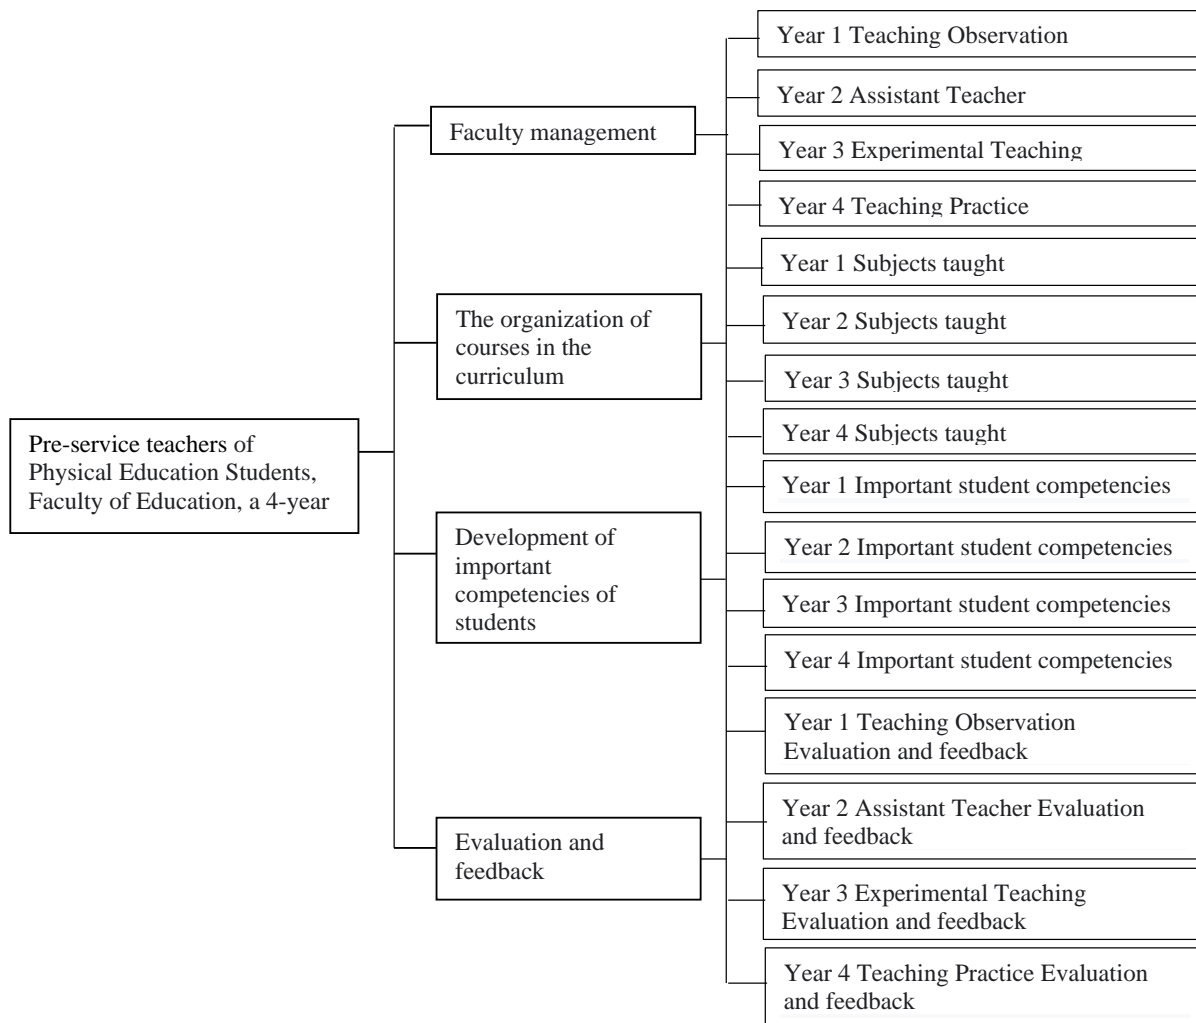 Pre-service teachers of
Physical Education Students,
Faculty of Education, a 4-year
Faculty management
Year 1 Teaching Observation
Year 2 Assistant Teacher
Year 3 Experimental Teaching
Year 4 Teaching Practice
The organization of
courses in the
curriculum
Year 1 Subjects taught
Year 2 Subjects taught
Year 3 Subjects taught
Year 4 Subjects taught
Development of
important
competencies of
students
Year 1 Important student competencies
Year 2 Important student competencies
Year 3 Important student competencies
Year 4 Important student competencies
Evaluation and
feedback
Year 1 Teaching Observation
Evaluation and feedback
Year 2 Assistant Teacher Evaluation
and feedback
Year 3 Experimental Teaching
Evaluation and feedback
Year 4 Teaching Practice Evaluation
and feedback